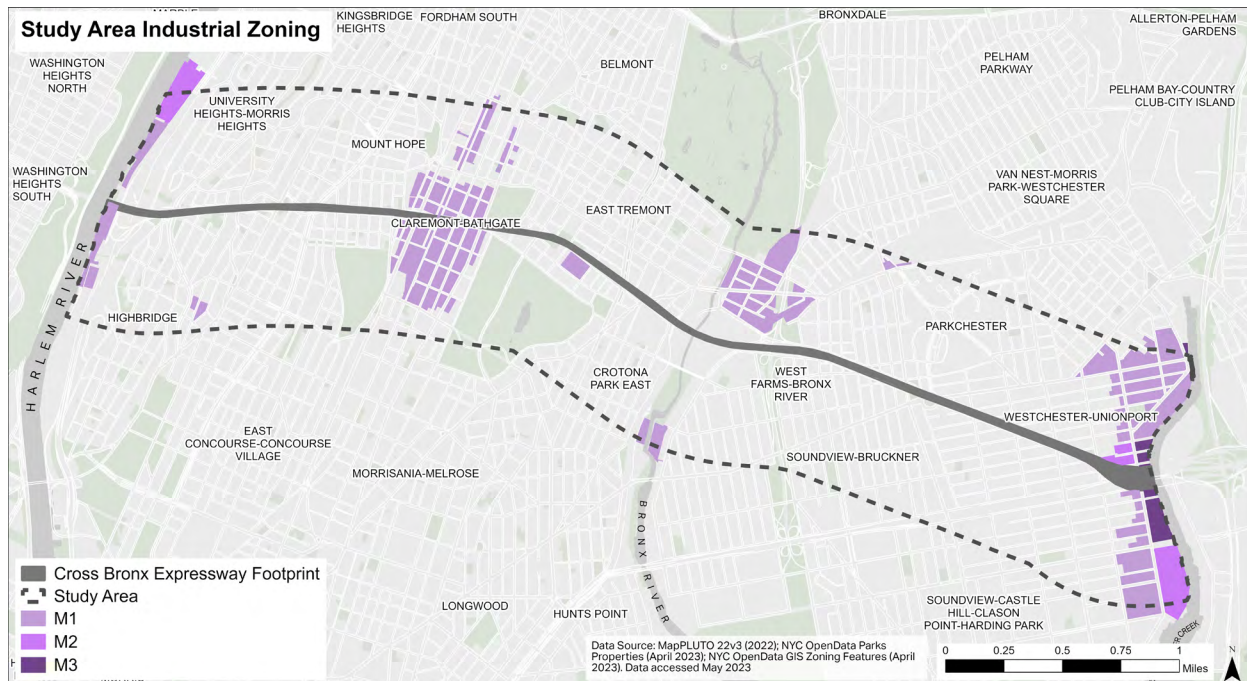 Study Area Industrial Zoning
KINGSBRIDGE
HEIGHTS
FORDHAM SOUTH
BRONXDALE
ALLERTON-PELHAM
GARDENS
WASHINGTON
HEIGHTS
NORTH
BELMONT
PELHAM
PARKWAY
UNIVERSITY
HEIGHTS-MORRIS
HEIGHTS
PELHAM BAY-COUNTRY
CLUB-CITY ISLAND
MOUNT HOPE
WASHINGTON
HEIGHTS
SOUTH
VAN NEST-MORRIS
PARK-WESTCHESTER
SQUARE
EAST TREMONT
CLAREMONT-BATHGATE
HARLEM RIVER
HIGHBRIDGE
PARKCHESTER
CROTONA
PARK EAST
WEST
FARMS-BRONX
RIVER
WESTCHESTER-UNIONPORT
EAST
CONCOURSE-CONCOURSE
VILLAGE
MORRISANIA-MELROSE
SOUNDVIEW-BRUCKNER
BRONX RIVER
LONGWOOD
HUNTS POINT
SOUNDVIEW-CASTLE
HILL-CLASON
POINT-HARDING PARK
Cross Bronx Expressway Footprint
Study Area
M1
M2
M3
Data Source: MapPLUTO 22v3 (2022); NYC OpenData Parks
Properties (April 2023); NYC OpenData GIS Zoning Features (April
2023). Data accessed May 2023
0 0.25 0.5 0.75 1
Miles
N